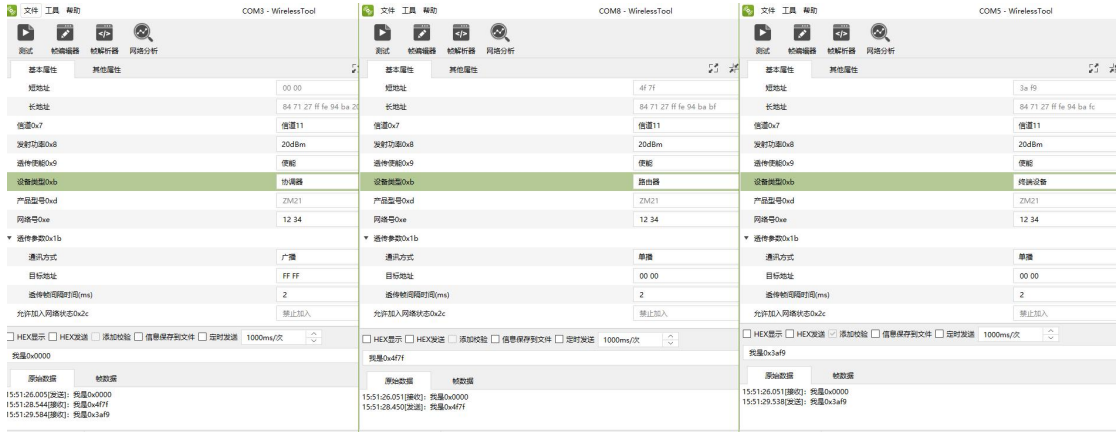 文件 工具 帮助 COM3 - WirelessTool
测试 帧编辑器 帧解析器 网络分析
基本属性 其他属性
短地址 00 00
长地址 84 71 27 ff fe 94 ba 20
信道0x7 信道11
发射功率0x8 20dBm
透传使能0x9 使能
设备类型0xb 协调器
产品型号0xd ZM21
网络号0xe 12 34
透传参数0x1b
通讯方式 广播
目标地址 FF FF
透传帧间隔时间(ms) 2
允许加入网络状态0x2c 禁止加入
HEX显示 HEX发送 添加校验 信息保存到文件 定时发送 1000ms/次
我是0x0000
原始数据 帧数据
15:51:26.005[发送]：我是0x0000
15:51:28.544[接收]：我是0x4f7f
15:51:29.584[接收]：我是0x3af9
文件 工具 帮助 COM8 - WirelessTool
测试 帧编辑器 帧解析器 网络分析
基本属性 其他属性
短地址 4f 7f
长地址 84 71 27 ff fe 94 ba bf
信道0x7 信道11
发射功率0x8 20dBm
透传使能0x9 使能
设备类型0xb 路由器
产品型号0xd ZM21
网络号0xe 12 34
透传参数0x1b
通讯方式 单播
目标地址 00 00
透传帧间隔时间(ms) 2
允许加入网络状态0x2c 禁止加入
HEX显示 HEX发送 添加校验 信息保存到文件 定时发送 1000ms/次
我是0x4f7f
原始数据 帧数据
15:51:26.051[接收]：我是0x0000
15:51:28.450[发送]：我是0x4f7f
文件 工具 帮助 COM5 - WirelessTool
测试 帧编辑器 帧解析器 网络分析
基本属性 其他属性
短地址 3a f9
长地址 84 71 27 ff fe 94 ba fc
信道0x7 信道11
发射功率0x8 20dBm
透传使能0x9 使能
设备类型0xb 终端设备
产品型号0xd ZM21
网络号0xe 12 34
透传参数0x1b
通讯方式 单播
目标地址 00 00
透传帧间隔时间(ms) 2
允许加入网络状态0x2c 禁止加入
HEX显示 HEX发送 添加校验 信息保存到文件 定时发送 1000ms/次
我是0x3af9
原始数据 帧数据
15:51:26.051[接收]：我是0x0000
15:51:29.538[发送]：我是0x3af9